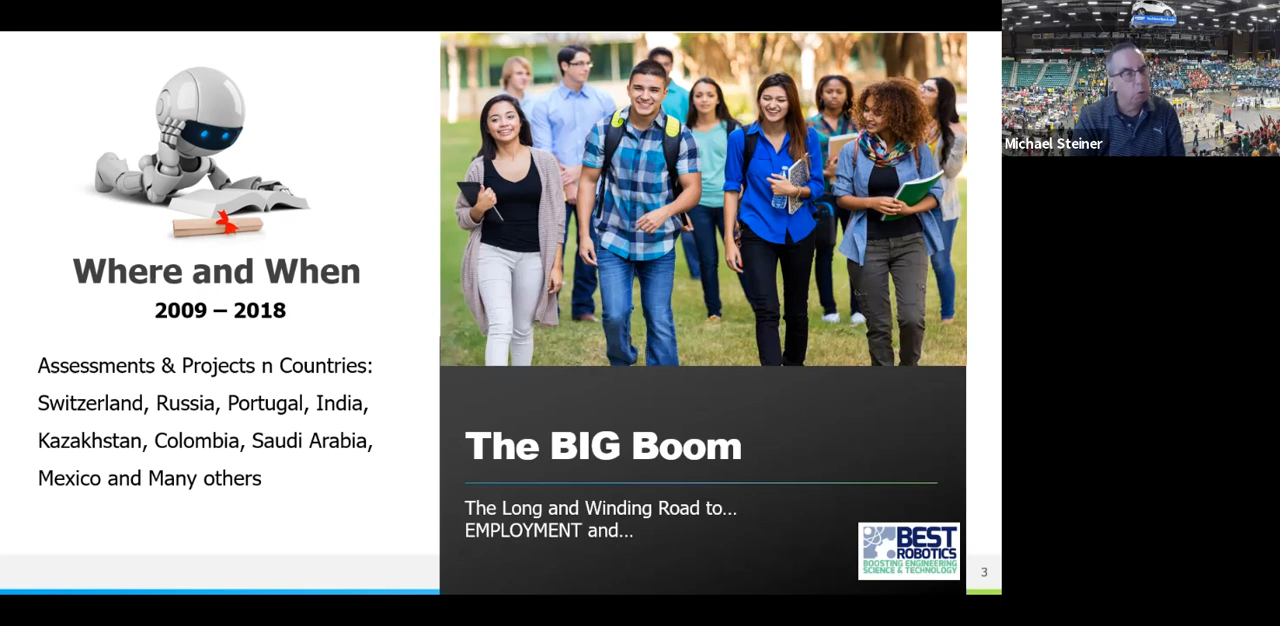 Where and When
2009 – 2018
Assessments & Projects n Countries:
Switzerland, Russia, Portugal, India,
Kazakhstan, Colombia, Saudi Arabia,
Mexico and Many others
The BIG Boom
The Long and Winding Road to...
EMPLOYMENT and...
BEST
ROBOTICS
BOOSTING ENGINEERING
SCIENCE & TECHNOLOGY
3
Michael Steiner